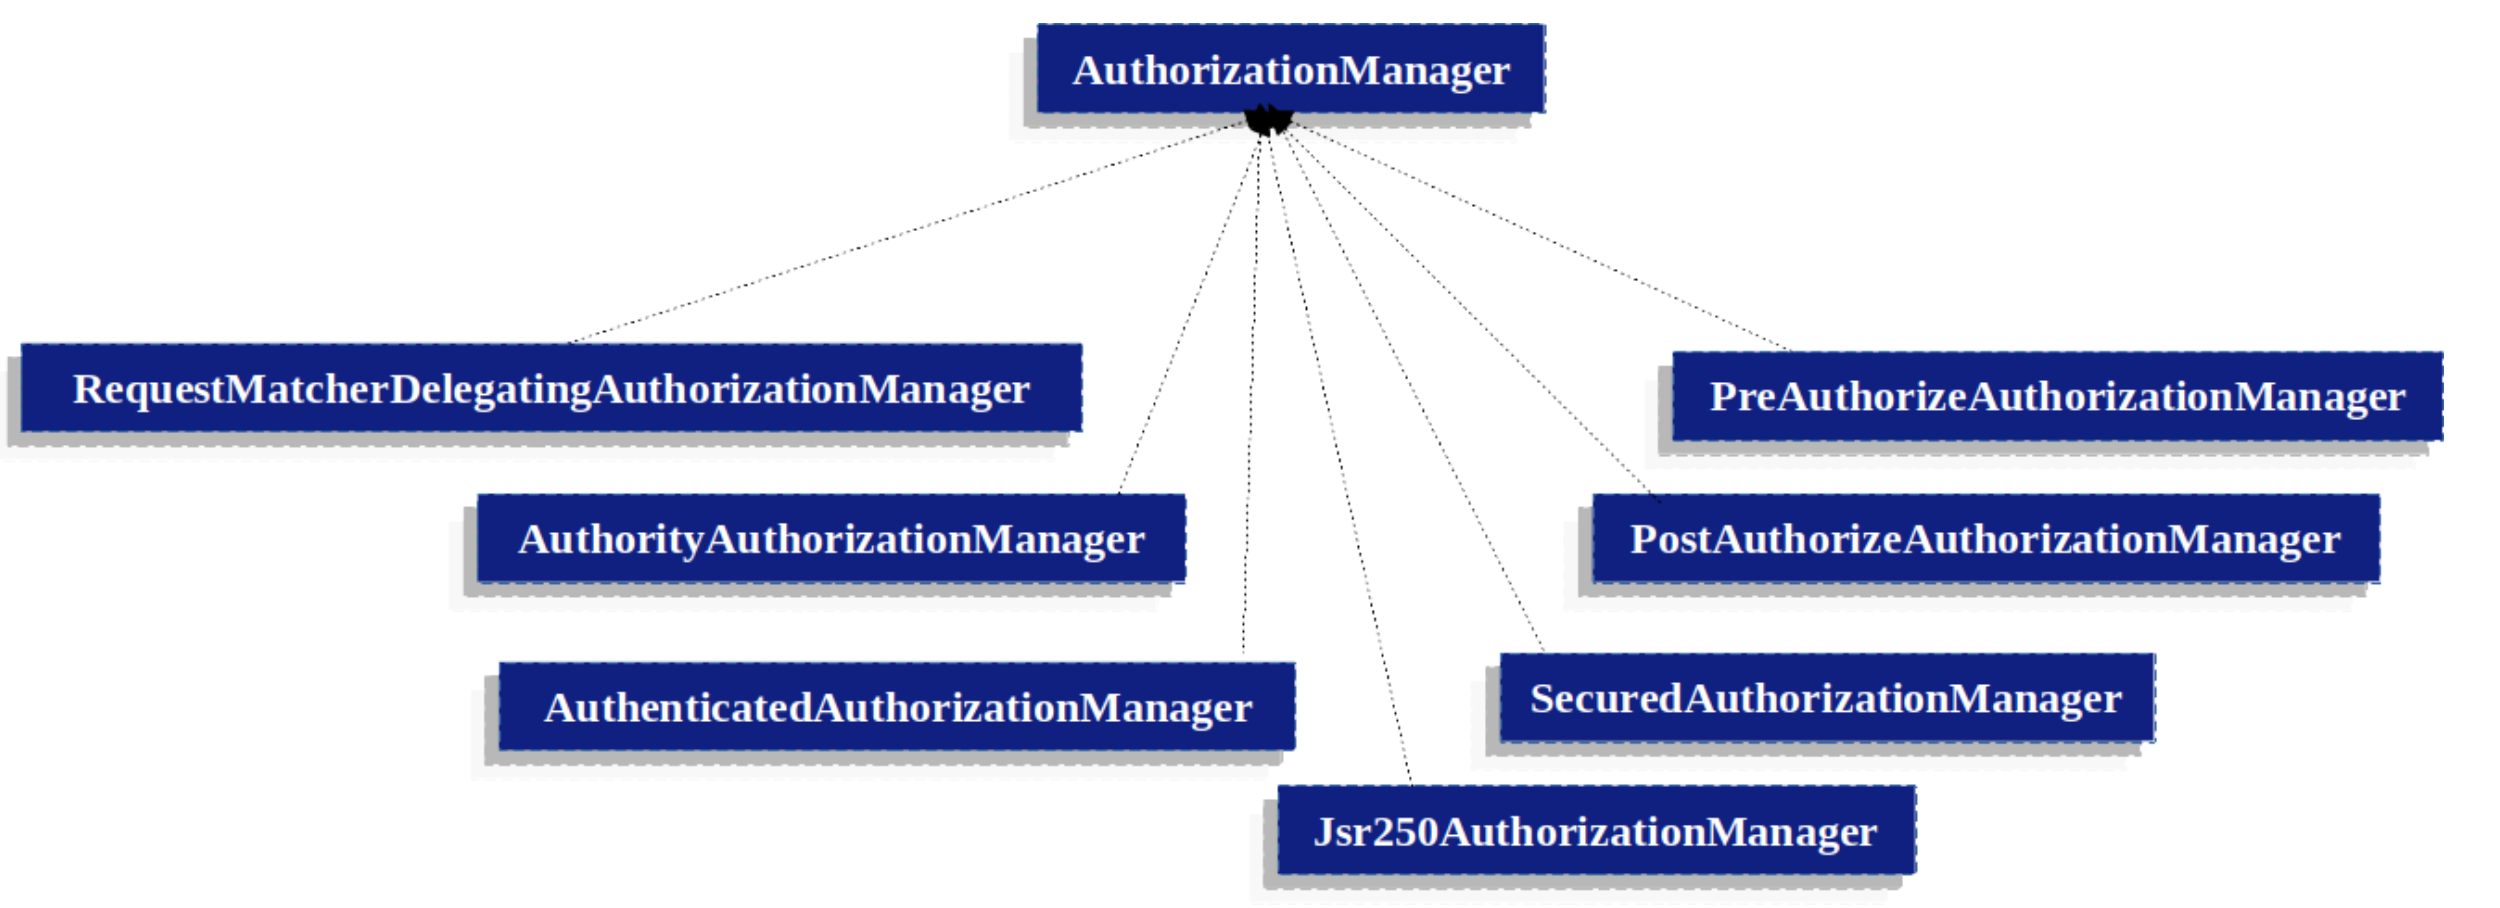 AuthorizationManager
RequestMatcherDelegatingAuthorizationManager
PreAuthorizeAuthorizationManager
AuthorityAuthorizationManager
PostAuthorizeAuthorizationManager
AuthenticatedAuthorizationManager
SecuredAuthorizationManager
Jsr250AuthorizationManager